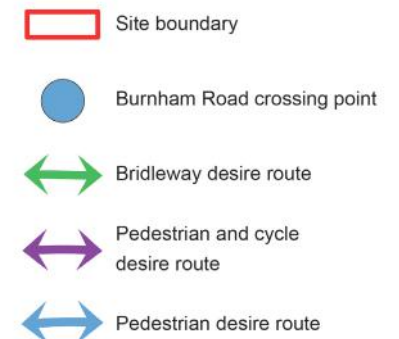 Site boundary
Burnham Road crossing point
Bridleway desire route
Pedestrian and cycle
desire route
Pedestrian desire route